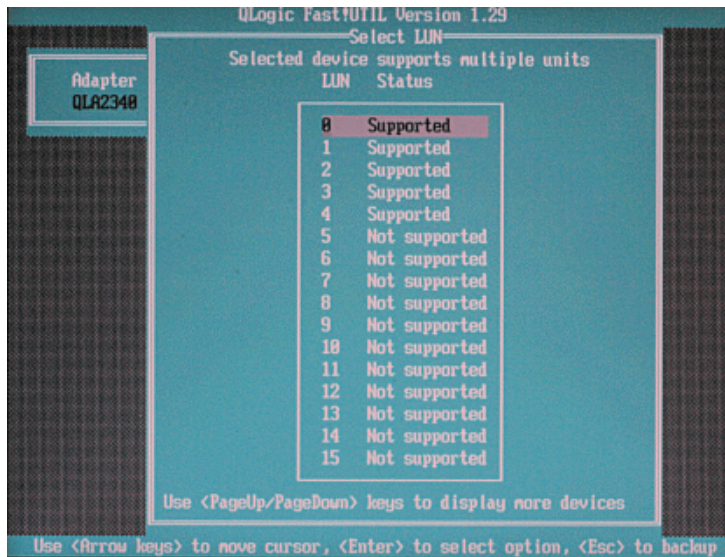 QLogic Fast!UTIL Version 1.29
Select LUN
Selected device supports multiple units
LUN Status
Adapter
QLA2340
0 Supported
1 Supported
2 Supported
3 Supported
4 Supported
5 Not supported
6 Not supported
7 Not supported
8 Not supported
9 Not supported
10 Not supported
11 Not supported
12 Not supported
13 Not supported
14 Not supported
15 Not supported
Use <PageUp/PageDown> keys to display more devices
Use <Arrow keys> to move cursor, <Enter> to select option, <Esc> to backup